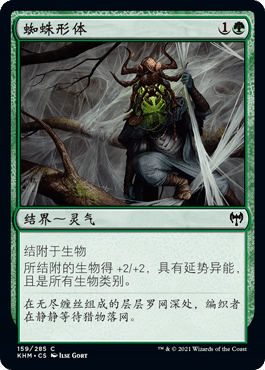 蜘蛛形体 1
结界～灵气
结附于生物
所结附的生物得 +2/+2，具有延势异能，
且是所有生物类别。
在无尽缠丝组成的层层罗网深处，编织者
在静静等待猎物落网。
159/285 C
KHM • CS ILSE GORT
™ & © 2021 Wizards of the Coast